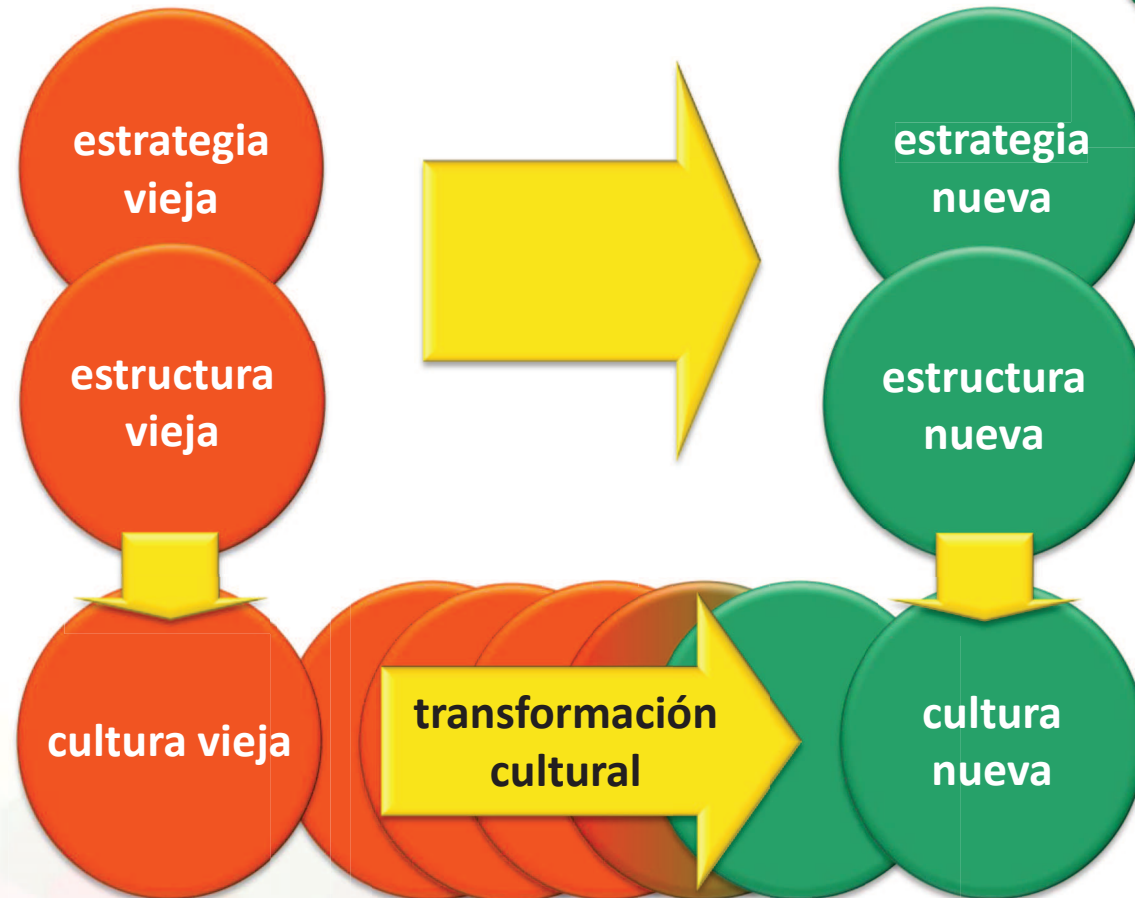 estrategia
vieja
estrategia
nueva
estructura
vieja
estructura
nueva
cultura vieja
transformación
cultural
cultura
nueva